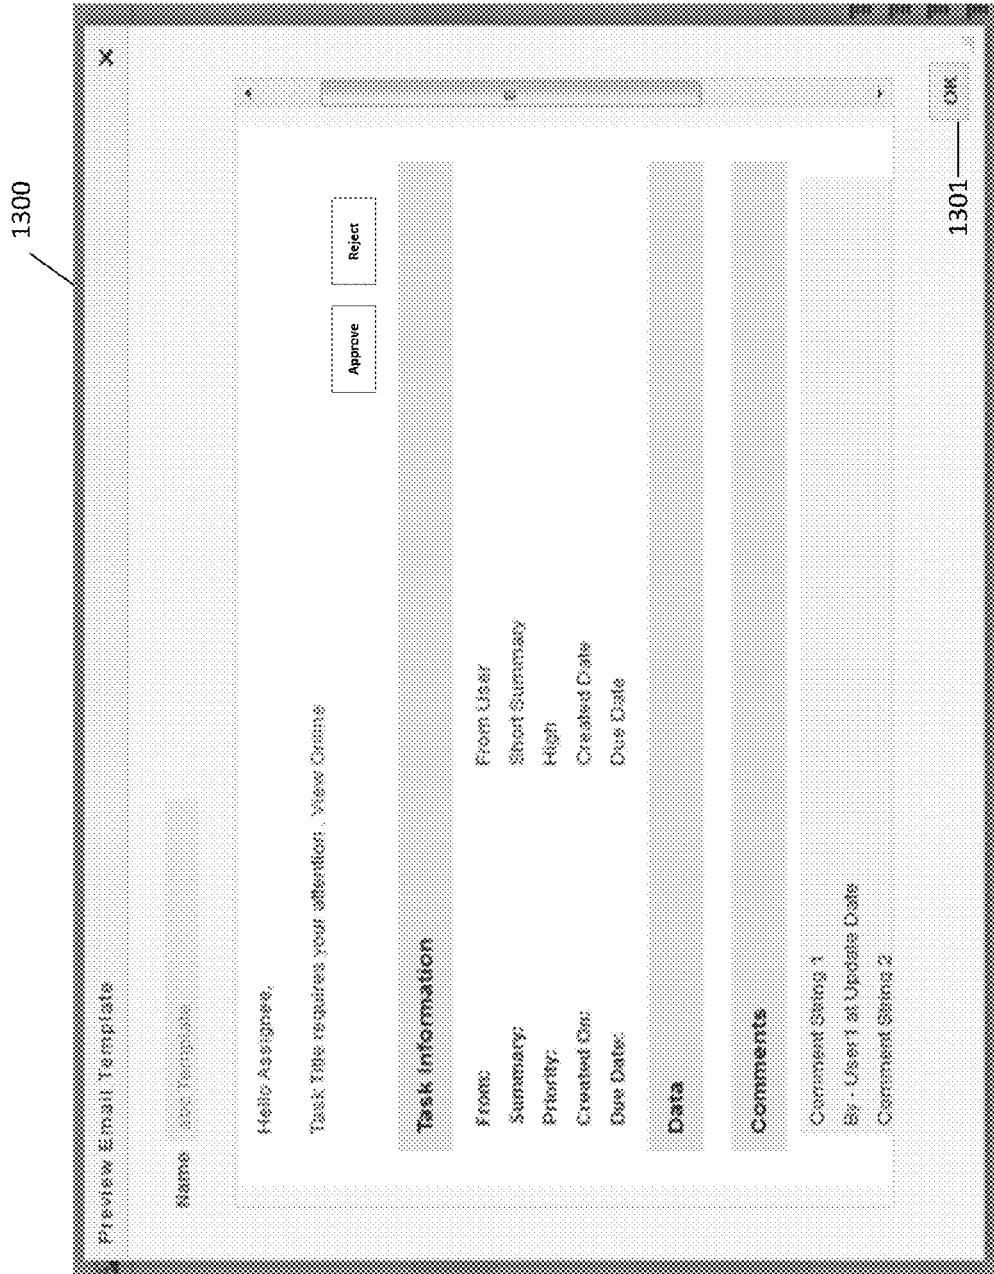 1300
Preview Email Template
Name Template
Hello Assignee,
Task Title requires your attention. View Online
Approve Reject
Task Information
From: From User
Summary: Short Summary
Priority: High
Created On: Created Date
Due Date: Due Date
Data
Comments
Comment String 1
By - User1 at Update Date
Comment String 2
1301
OK